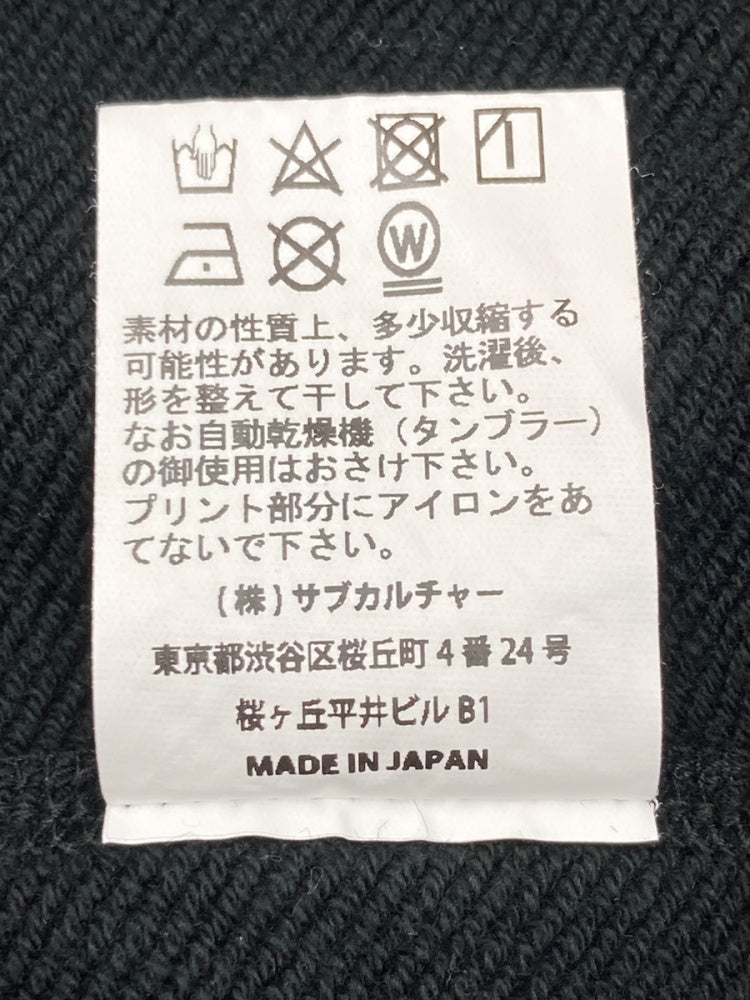 W
素材の性質上、多少収縮する
可能性があります。洗濯後、
形を整えて干して下さい。
なお自動乾燥機（タンブラー）
の御使用はおさけ下さい。
プリント部分にアイロンをあ
てないで下さい。
(株)サブカルチャー
東京都渋谷区桜丘町4番24号
桜ヶ丘平井ビルB1
MADE IN JAPAN